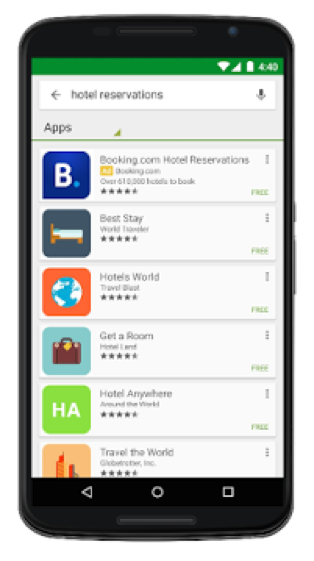 4:40
hotel reservations
Apps
B.
Booking.com Hotel Reservations
Ad Booking.com
Over 610,000 hotels to book
FREE
Best Stay
World Traveler
FREE
Hotels World
Travel Blast
FREE
Get a Room
Hotel Land
FREE
HA
Hotel Anywhere
Around the World
FREE
Travel the World
Globetrotter, Inc.